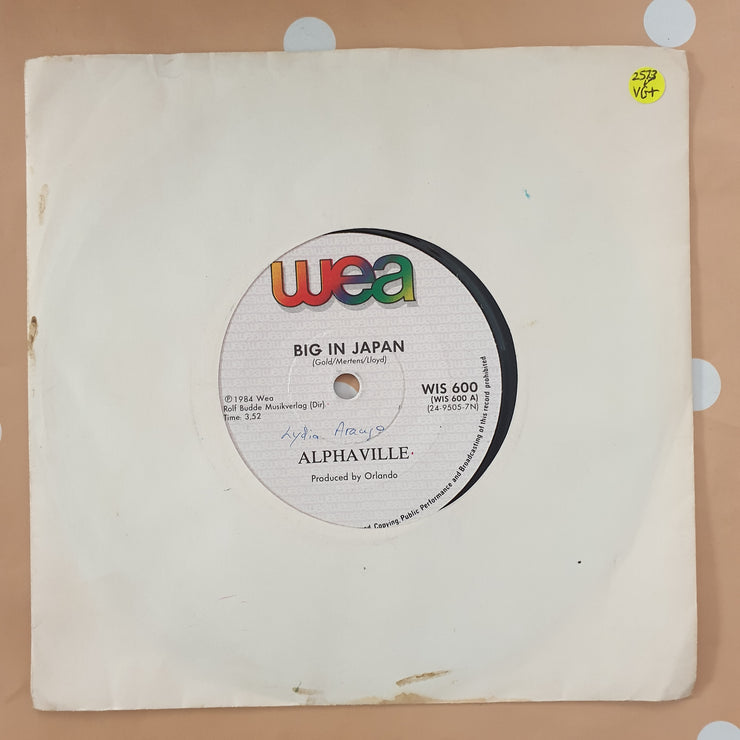 2573
VG+
wea
BIG IN JAPAN
(Gold/Mertens/Lloyd)
℗ 1984 Wea
Rolf Budde Musikverlag (Dir)
Time: 3,52
WIS 600
(WIS 600 A)
(24-9505-7N)
Lydia
ALPHAVILLE
Produced by Orlando
Copying, Public Performance and Broadcasting of this record prohibited